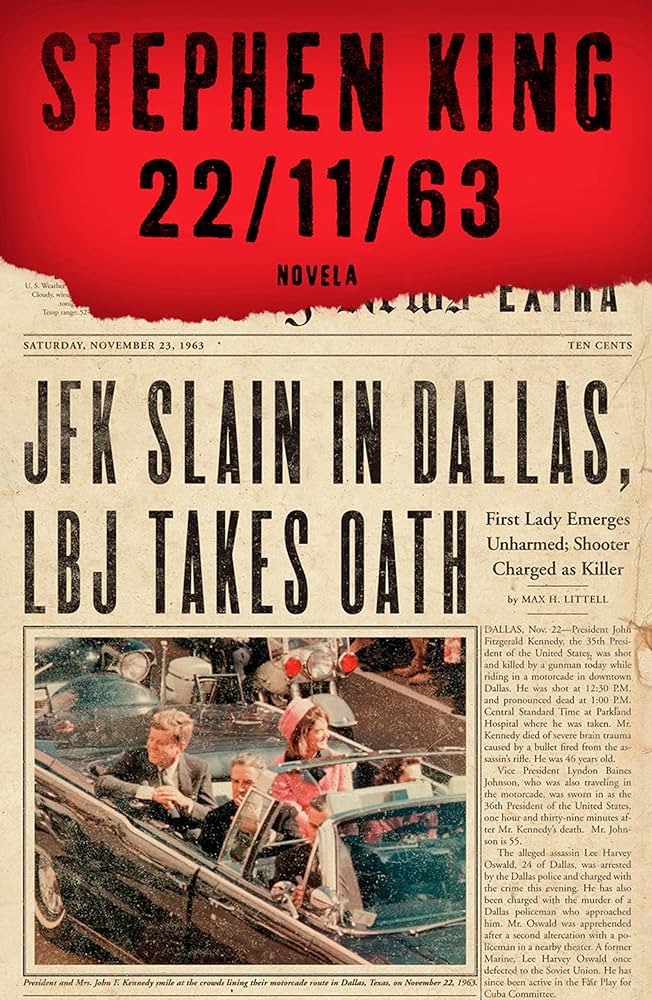 STEPHEN KING
22/11/63
NOVELA
U. S. Weather
Cloudy, wind
Temp range: 52
News EXTRA
SATURDAY, NOVEMBER 23, 1963
TEN CENTS
JFK SLAIN IN DALLAS,
LBJ TAKES OATH
First Lady Emerges
Unharmed; Shooter
Charged as Killer
by MAX H. LITTELL
DALLAS, Nov. 22—President John
Fitzgerald Kennedy, the 35th Presi-
dent of the United States, was shot
and killed by a gunman today while
riding in a motorcade in downtown
Dallas. He was shot at 12:30 P.M.
and pronounced dead at 1:00 P.M.
Central Standard Time at Parkland
Hospital where he was taken. Mr.
Kennedy died of severe brain trauma
caused by a bullet fired from the as-
sassin's rifle. He was 46 years old.
Vice President Lyndon Baines
Johnson, who was also traveling in
the motorcade, was sworn in as the
36th President of the United States,
one hour and thirty-nine minutes af-
ter Mr. Kennedy's death. Mr. John-
son is 55.
The alleged assassin Lee Harvey
Oswald, 24 of Dallas, was arrested
by the Dallas police and charged with
the crime this evening. He has also
been charged with the murder of a
Dallas policeman who approached
him. Mr. Oswald was apprehended
after a second altercation with a po-
liceman in a nearby theater. A former
Marine, Lee Harvey Oswald once
defected to the Soviet Union. He has
since been active in the Fair Play for
Cuba Committee.
President and Mrs. John F. Kennedy smile at the crowds lining their motorcade route in Dallas, Texas, on November 22, 1963.